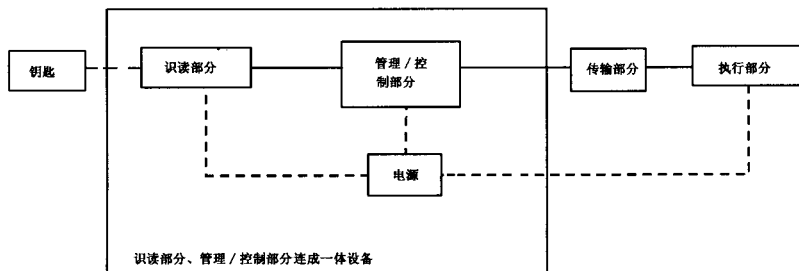 钥匙
识读部分
管理／控
制部分
传输部分
执行部分
电源
识读部分、管理／控制部分连成一体设备